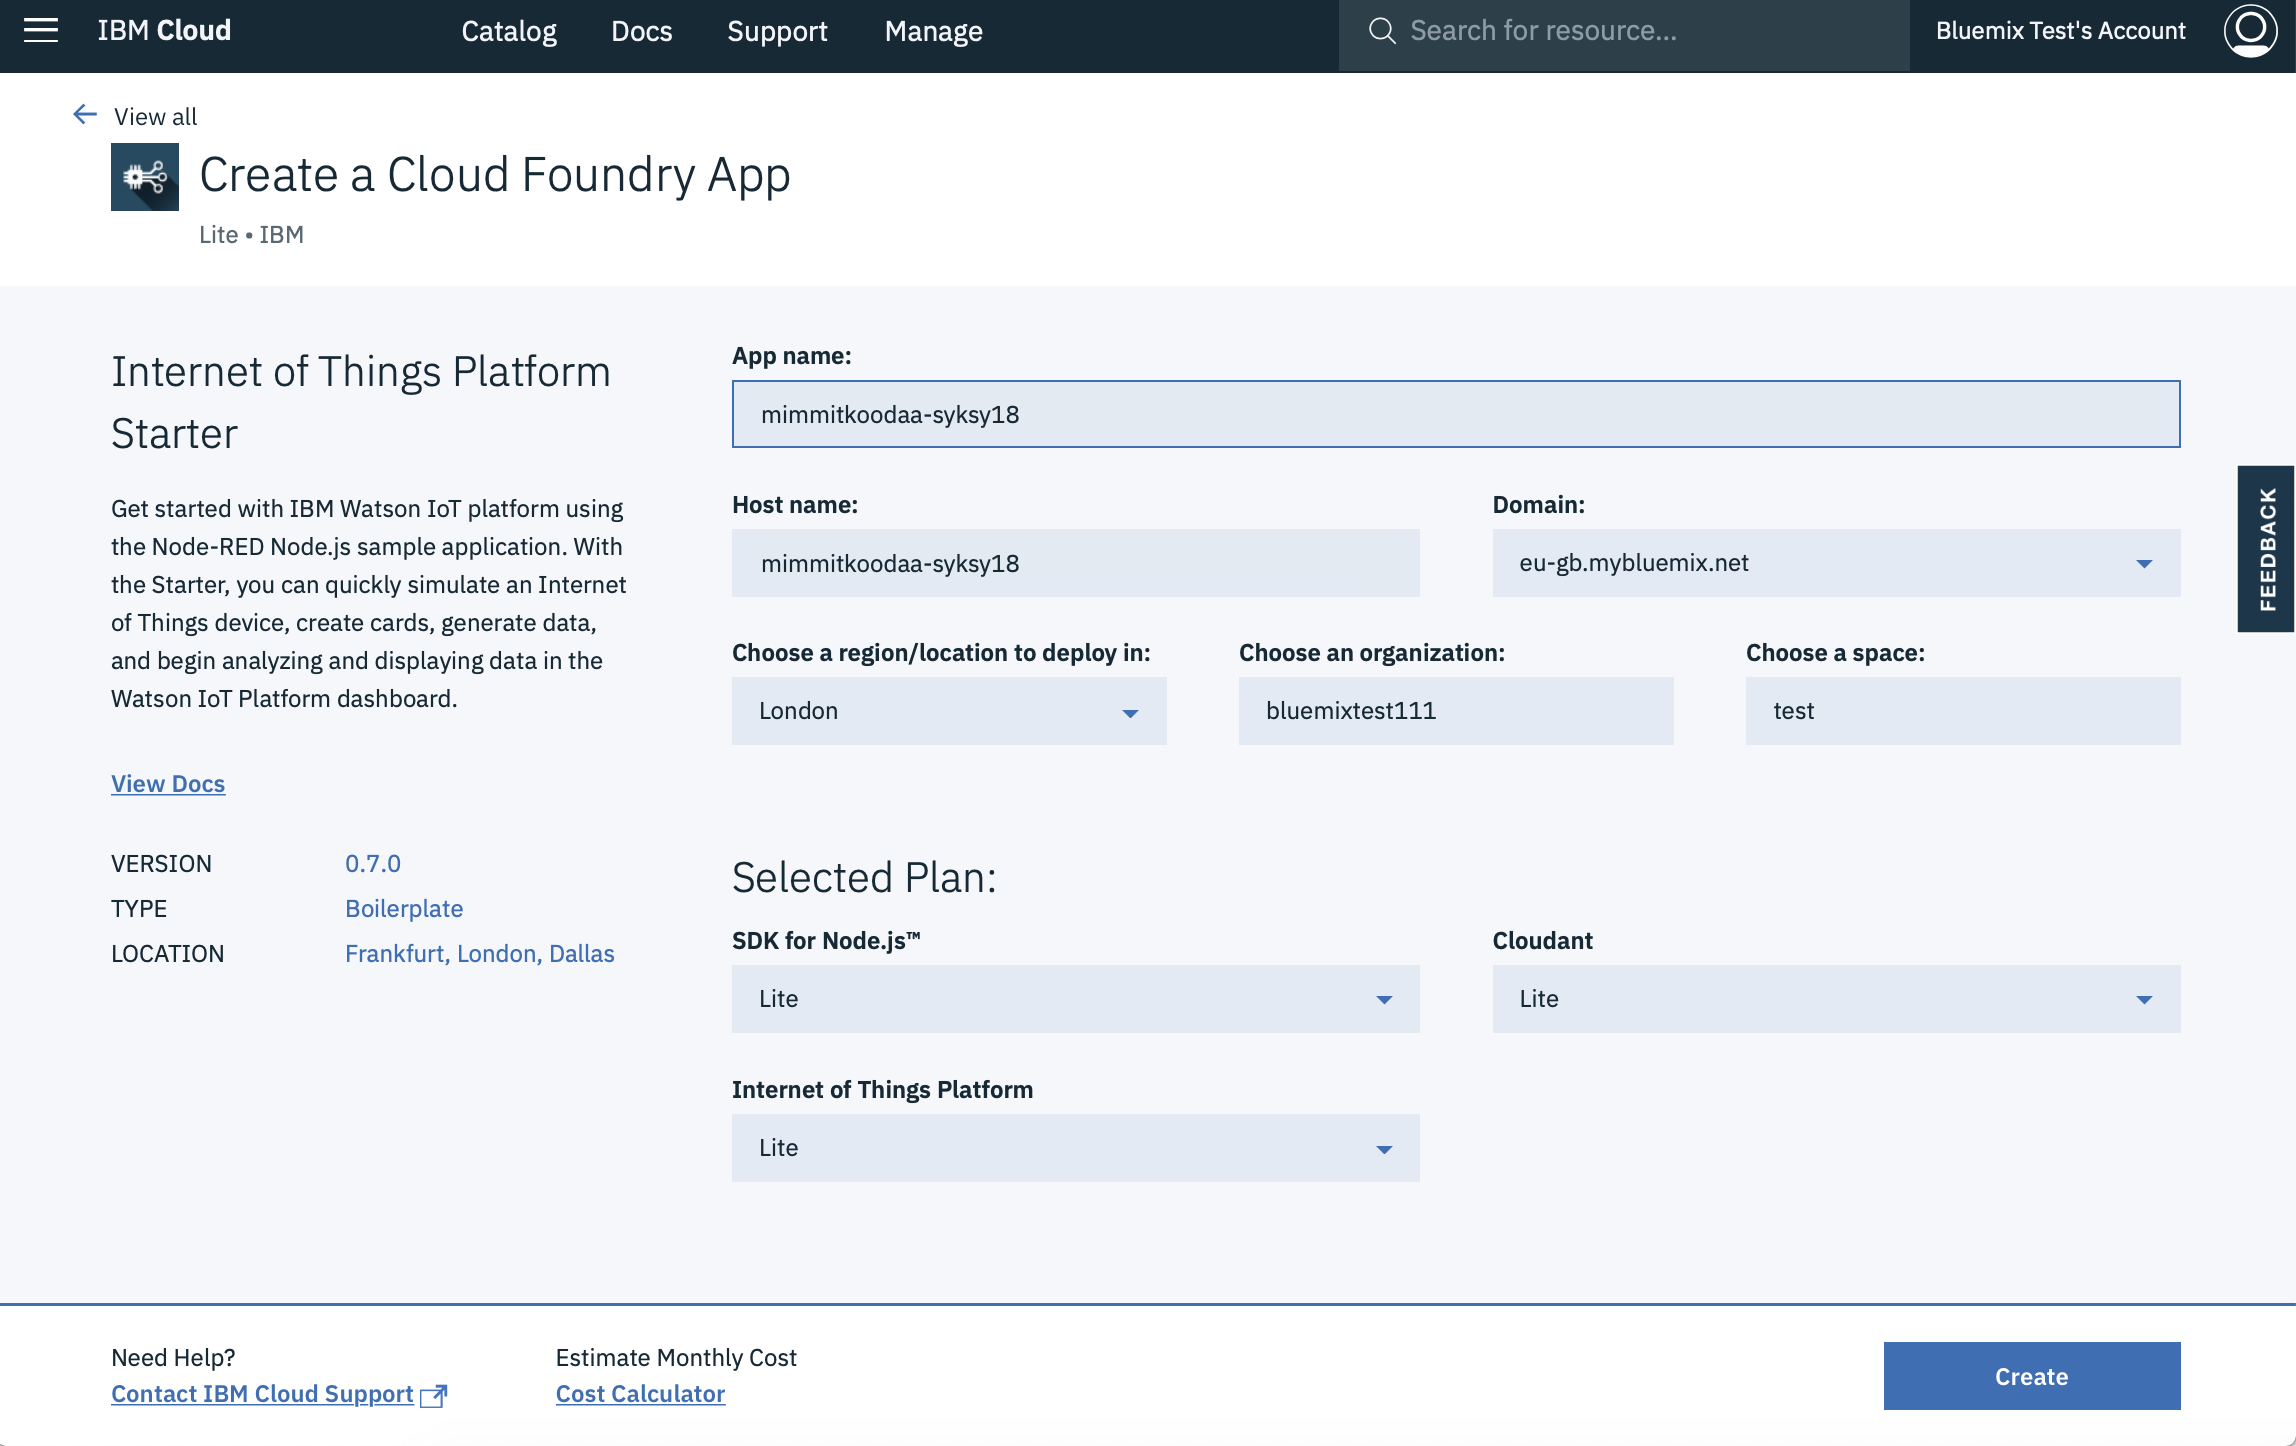 IBM Cloud
Catalog
Docs
Support
Manage
Search for resource...
Bluemix Test's Account
View all
Create a Cloud Foundry App
Lite • IBM
Internet of Things Platform
Starter
Get started with IBM Watson IoT platform using
the Node-RED Node.js sample application. With
the Starter, you can quickly simulate an Internet
of Things device, create cards, generate data,
and begin analyzing and displaying data in the
Watson IoT Platform dashboard.
View Docs
VERSION 0.7.0
TYPE Boilerplate
LOCATION Frankfurt, London, Dallas
App name:
mimmitkoodaa-syksy18
Host name:
mimmitkoodaa-syksy18
Domain:
eu-gb.mybluemix.net
Choose a region/location to deploy in:
London
Choose an organization:
bluemixtest111
Choose a space:
test
Selected Plan:
SDK for Node.js™
Lite
Cloudant
Lite
Internet of Things Platform
Lite
FEEDBACK
Need Help?
Contact IBM Cloud Support
Estimate Monthly Cost
Cost Calculator
Create